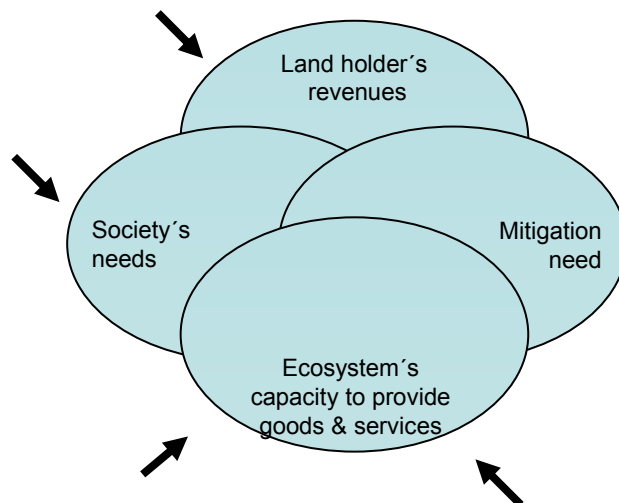 Land holder´s
revenues
Society´s
needs
Mitigation
need
Ecosystem´s
capacity to provide
goods & services